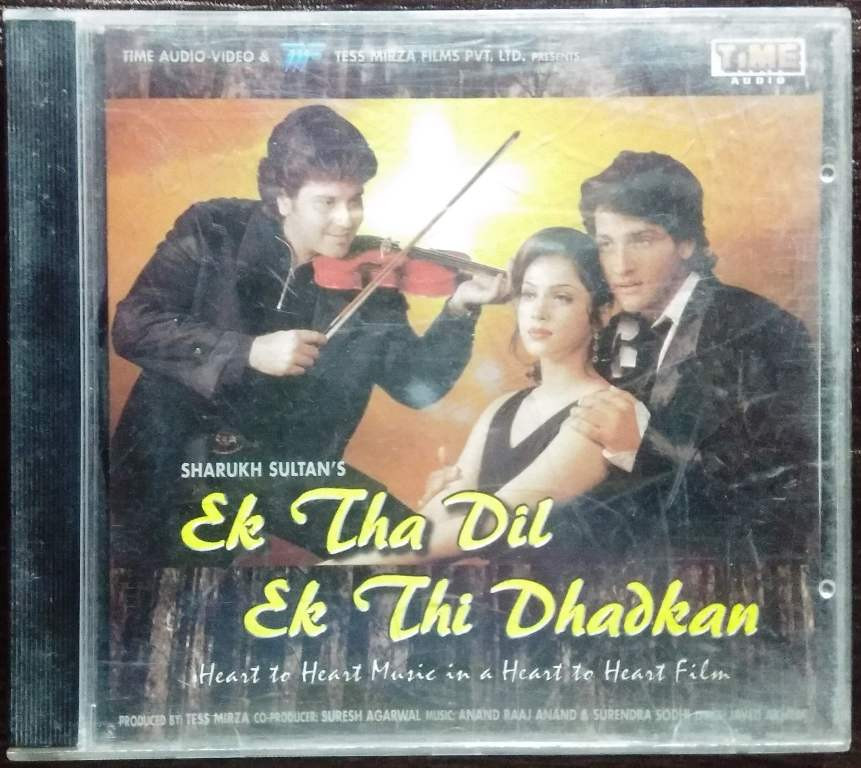 TIME AUDIO-VIDEO & TESS MIRZA FILMS PVT. LTD. PRESENTS
TIME
AUDIO
SHARUKH SULTAN'S
Ek Tha Dil
Ek Thi Dhadkan
Heart to Heart Music in a Heart to Heart Film
PRODUCED BY: TESS MIRZA CO-PRODUCER: SURESH AGARWAL MUSIC: ANAND RAAJ ANAND & SURENDRA SODHI